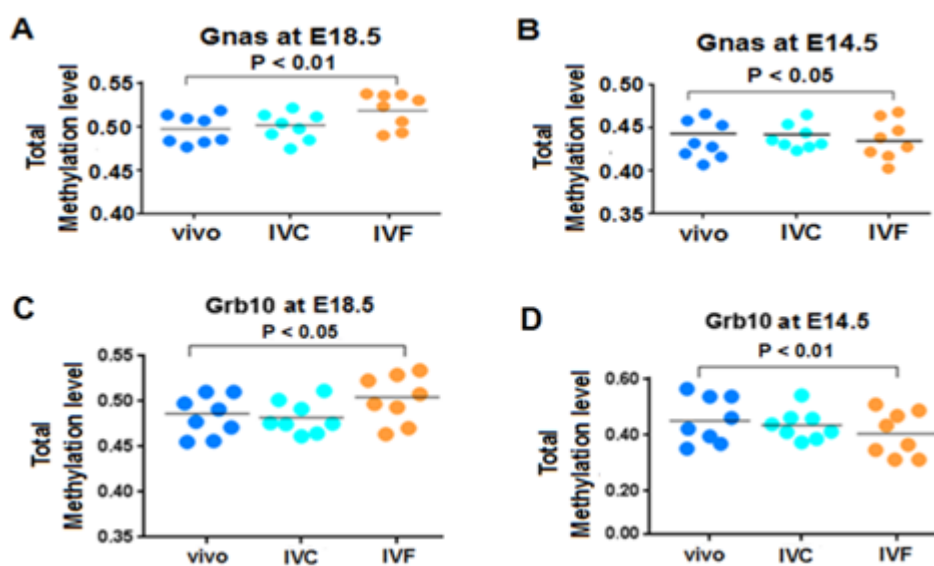 A
Gnas at E18.5
P < 0.01
Total
Methylation level
0.55
0.50
0.45
0.40
vivo
IVC
IVF
B
Gnas at E14.5
P < 0.05
Total
Methylation level
0.50
0.45
0.40
0.35
vivo
IVC
IVF
C
Grb10 at E18.5
P < 0.05
Total
Methylation level
0.55
0.50
0.45
0.35
vivo
IVC
IVF
D
Grb10 at E14.5
P < 0.01
Total
Methylation level
0.60
0.40
0.20
0.00
vivo
IVC
IVF